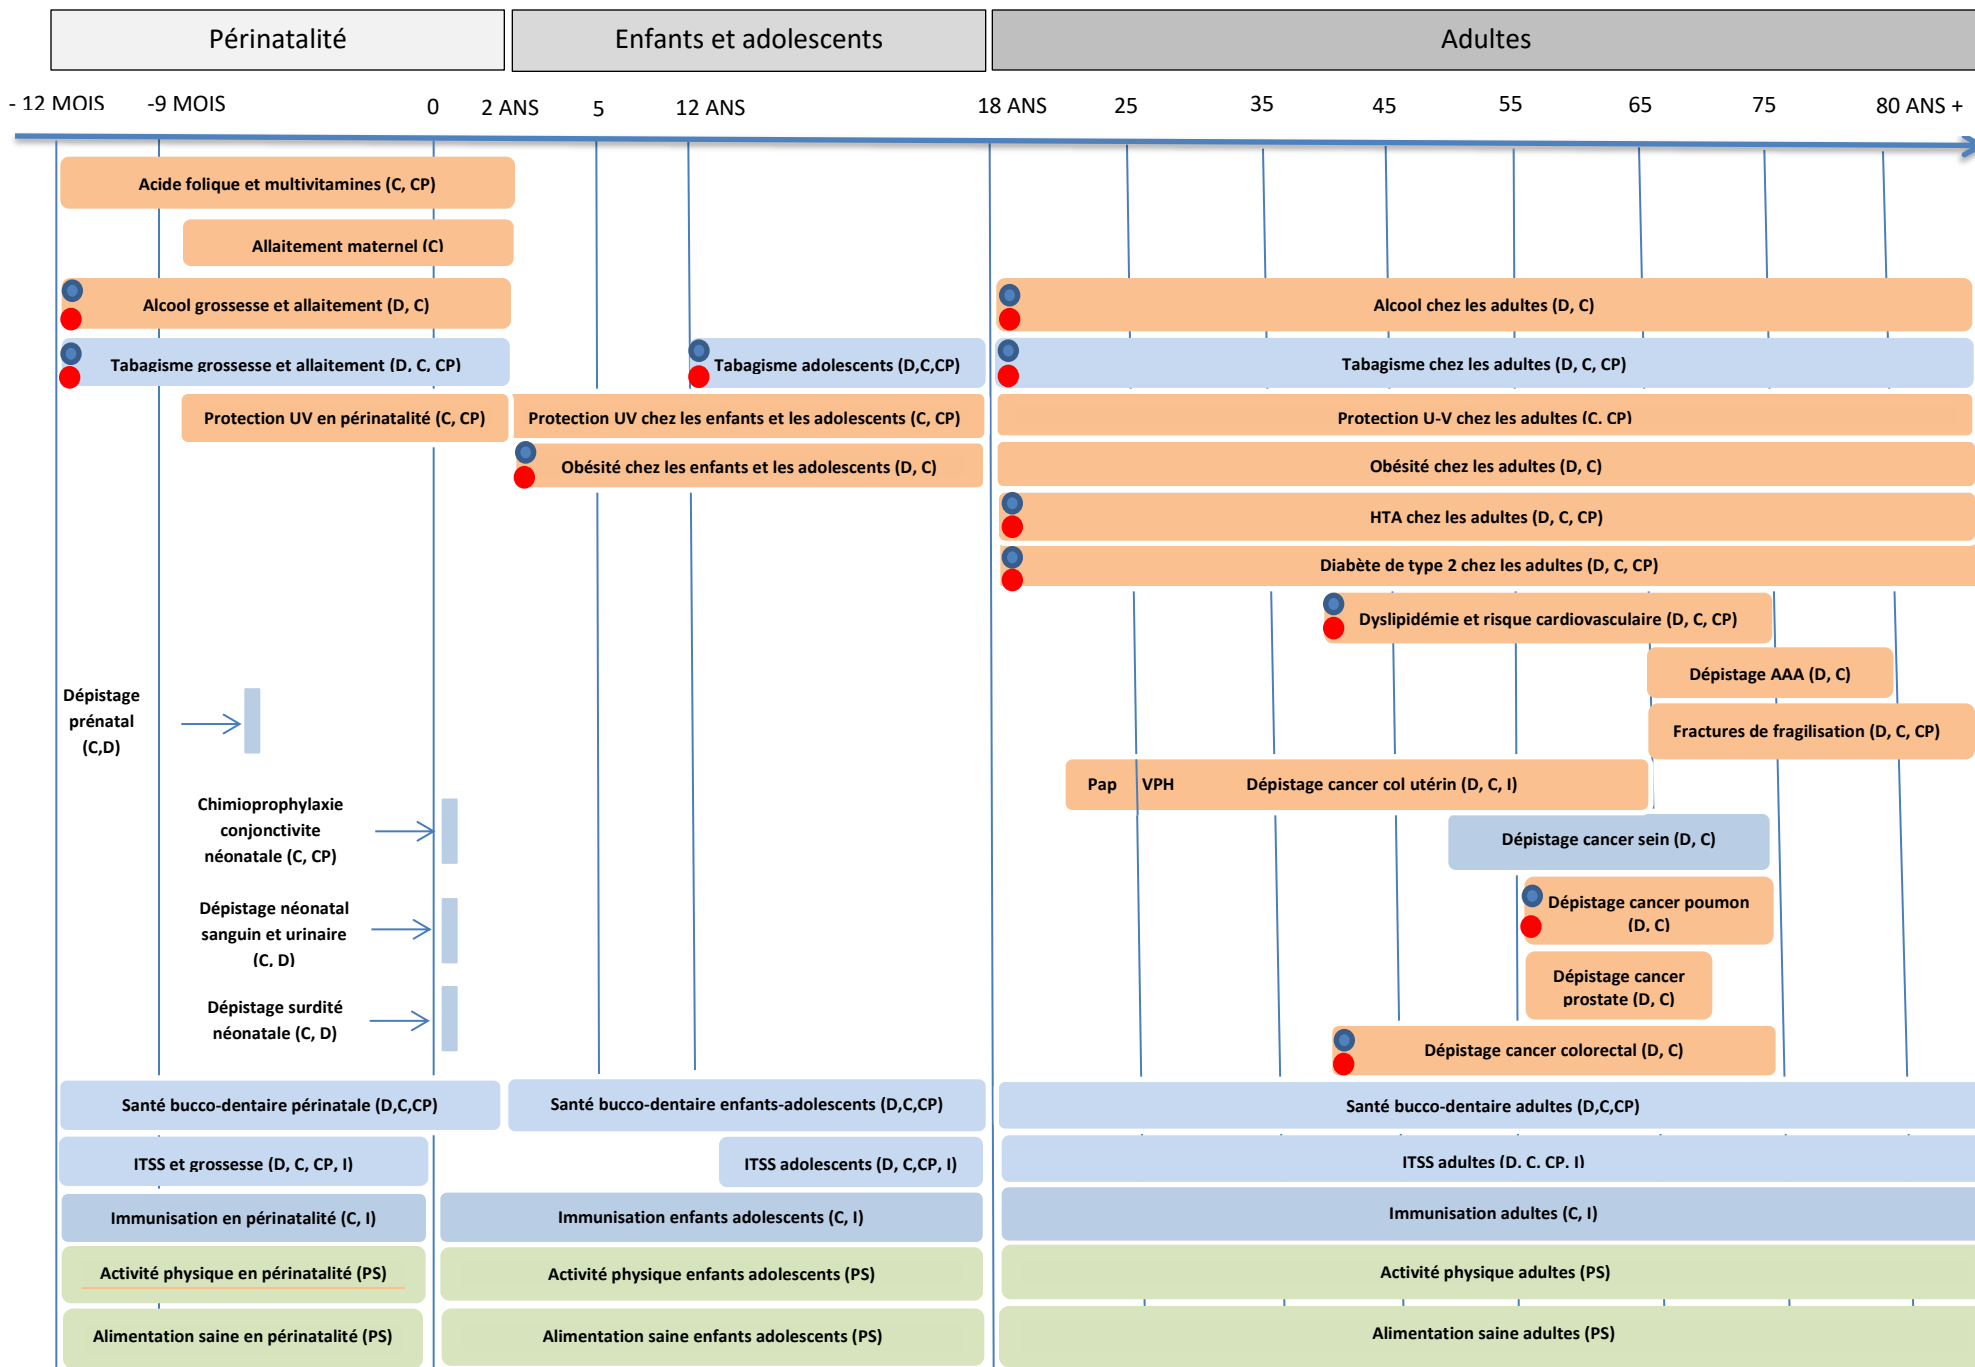 Périnatalité
Enfants et adolescents
Adultes
- 12 MOIS
-9 MOIS
0
2 ANS
5
12 ANS
18 ANS
25
35
45
55
65
75
80 ANS +
Acide folique et multivitamines (C, CP)
Allaitement maternel (C)
Alcool grossesse et allaitement (D, C)
Alcool chez les adultes (D, C)
Tabagisme grossesse et allaitement (D, C, CP)
Tabagisme adolescents (D,C,CP)
Tabagisme chez les adultes (D, C, CP)
Protection UV en périnatalité (C, CP)
Protection UV chez les enfants et les adolescents (C, CP)
Protection U-V chez les adultes (C, CP)
Obésité chez les enfants et les adolescents (D, C)
Obésité chez les adultes (D, C)
HTA chez les adultes (D, C, CP)
Diabète de type 2 chez les adultes (D, C, CP)
Dyslipidémie et risque cardiovasculaire (D, C, CP)
Dépistage AAA (D, C)
Dépistage
prénatal
(C,D)
Fractures de fragilisation (D, C, CP)
Pap
VPH
Dépistage cancer col utérin (D, C, I)
Chimioprophylaxie
conjonctivite
néonatale (C, CP)
Dépistage cancer sein (D, C)
Dépistage cancer poumon
(D, C)
Dépistage néonatal
sanguin et urinaire
(C, D)
Dépistage cancer
prostate (D, C)
Dépistage surdité
néonatale (C, D)
Dépistage cancer colorectal (D, C)
Santé bucco-dentaire périnatale (D,C,CP)
Santé bucco-dentaire enfants-adolescents (D,C,CP)
Santé bucco-dentaire adultes (D,C,CP)
ITSS et grossesse (D, C, CP, I)
ITSS adolescents (D, C,CP, I)
ITSS adultes (D, C, CP, I)
Immunisation en périnatalité (C, I)
Immunisation enfants adolescents (C, I)
Immunisation adultes (C, I)
Activité physique en périnatalité (PS)
Activité physique enfants adolescents (PS)
Activité physique adultes (PS)
Alimentation saine en périnatalité (PS)
Alimentation saine enfants adolescents (PS)
Alimentation saine adultes (PS)